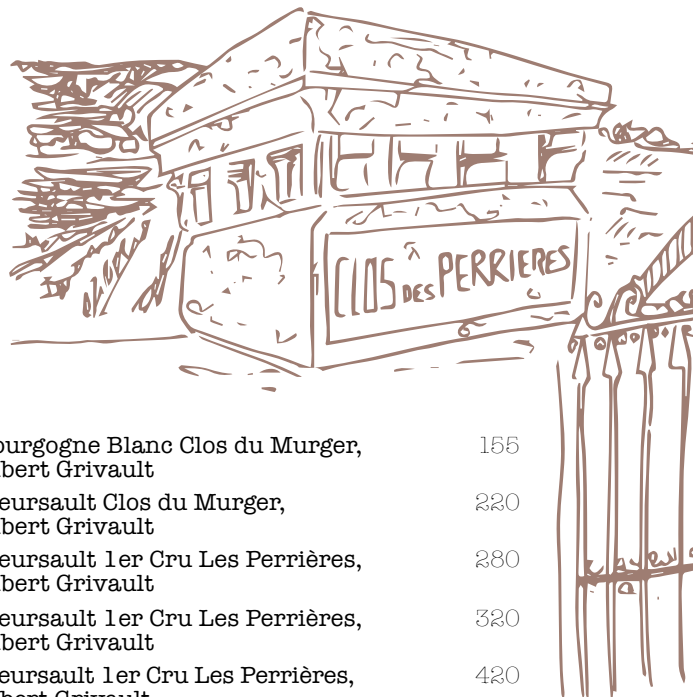 CLOS DES PERRIERES
ourgogne Blanc Clos du Murger, 155
bert Grivault
eursault Clos du Murger, 220
bert Grivault
eursault 1er Cru Les Perrières, 280
bert Grivault
eursault 1er Cru Les Perrières, 320
bert Grivault
eursault 1er Cru Les Perrières, 420
bert Grivault